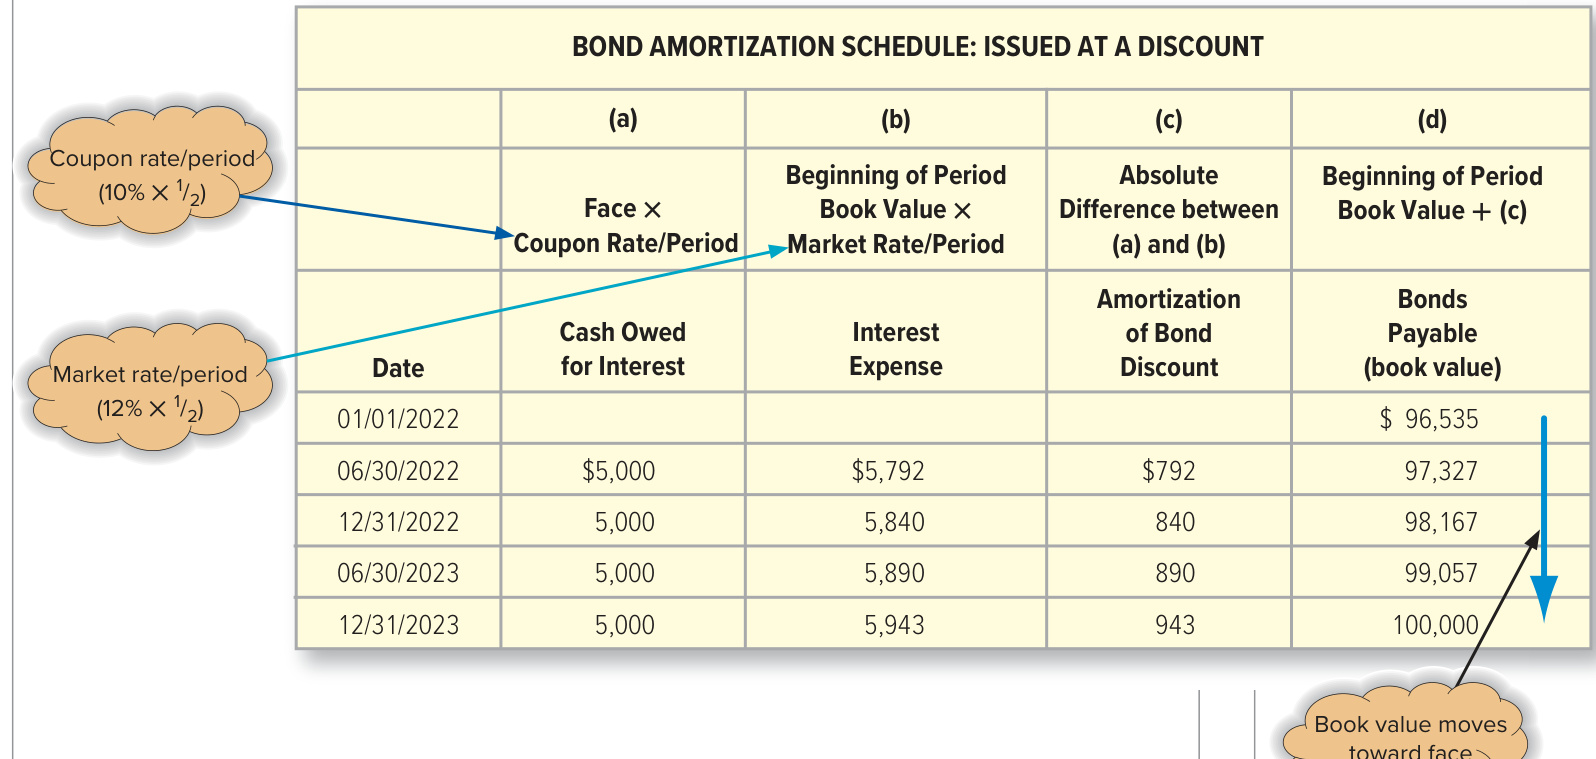 BOND AMORTIZATION SCHEDULE: ISSUED AT A DISCOUNT
(a) (b) (c) (d)
Coupon rate/period
(10% × 1/2)
Face ×
Coupon Rate/Period
Beginning of Period
Book Value ×
Market Rate/Period
Absolute
Difference between
(a) and (b)
Beginning of Period
Book Value + (c)
Market rate/period
(12% × 1/2)
Date
Cash Owed
for Interest
Interest
Expense
Amortization
of Bond
Discount
Bonds
Payable
(book value)
01/01/2022 $ 96,535
06/30/2022 $5,000 $5,792 $792 97,327
12/31/2022 5,000 5,840 840 98,167
06/30/2023 5,000 5,890 890 99,057
12/31/2023 5,000 5,943 943 100,000
Book value moves
toward face